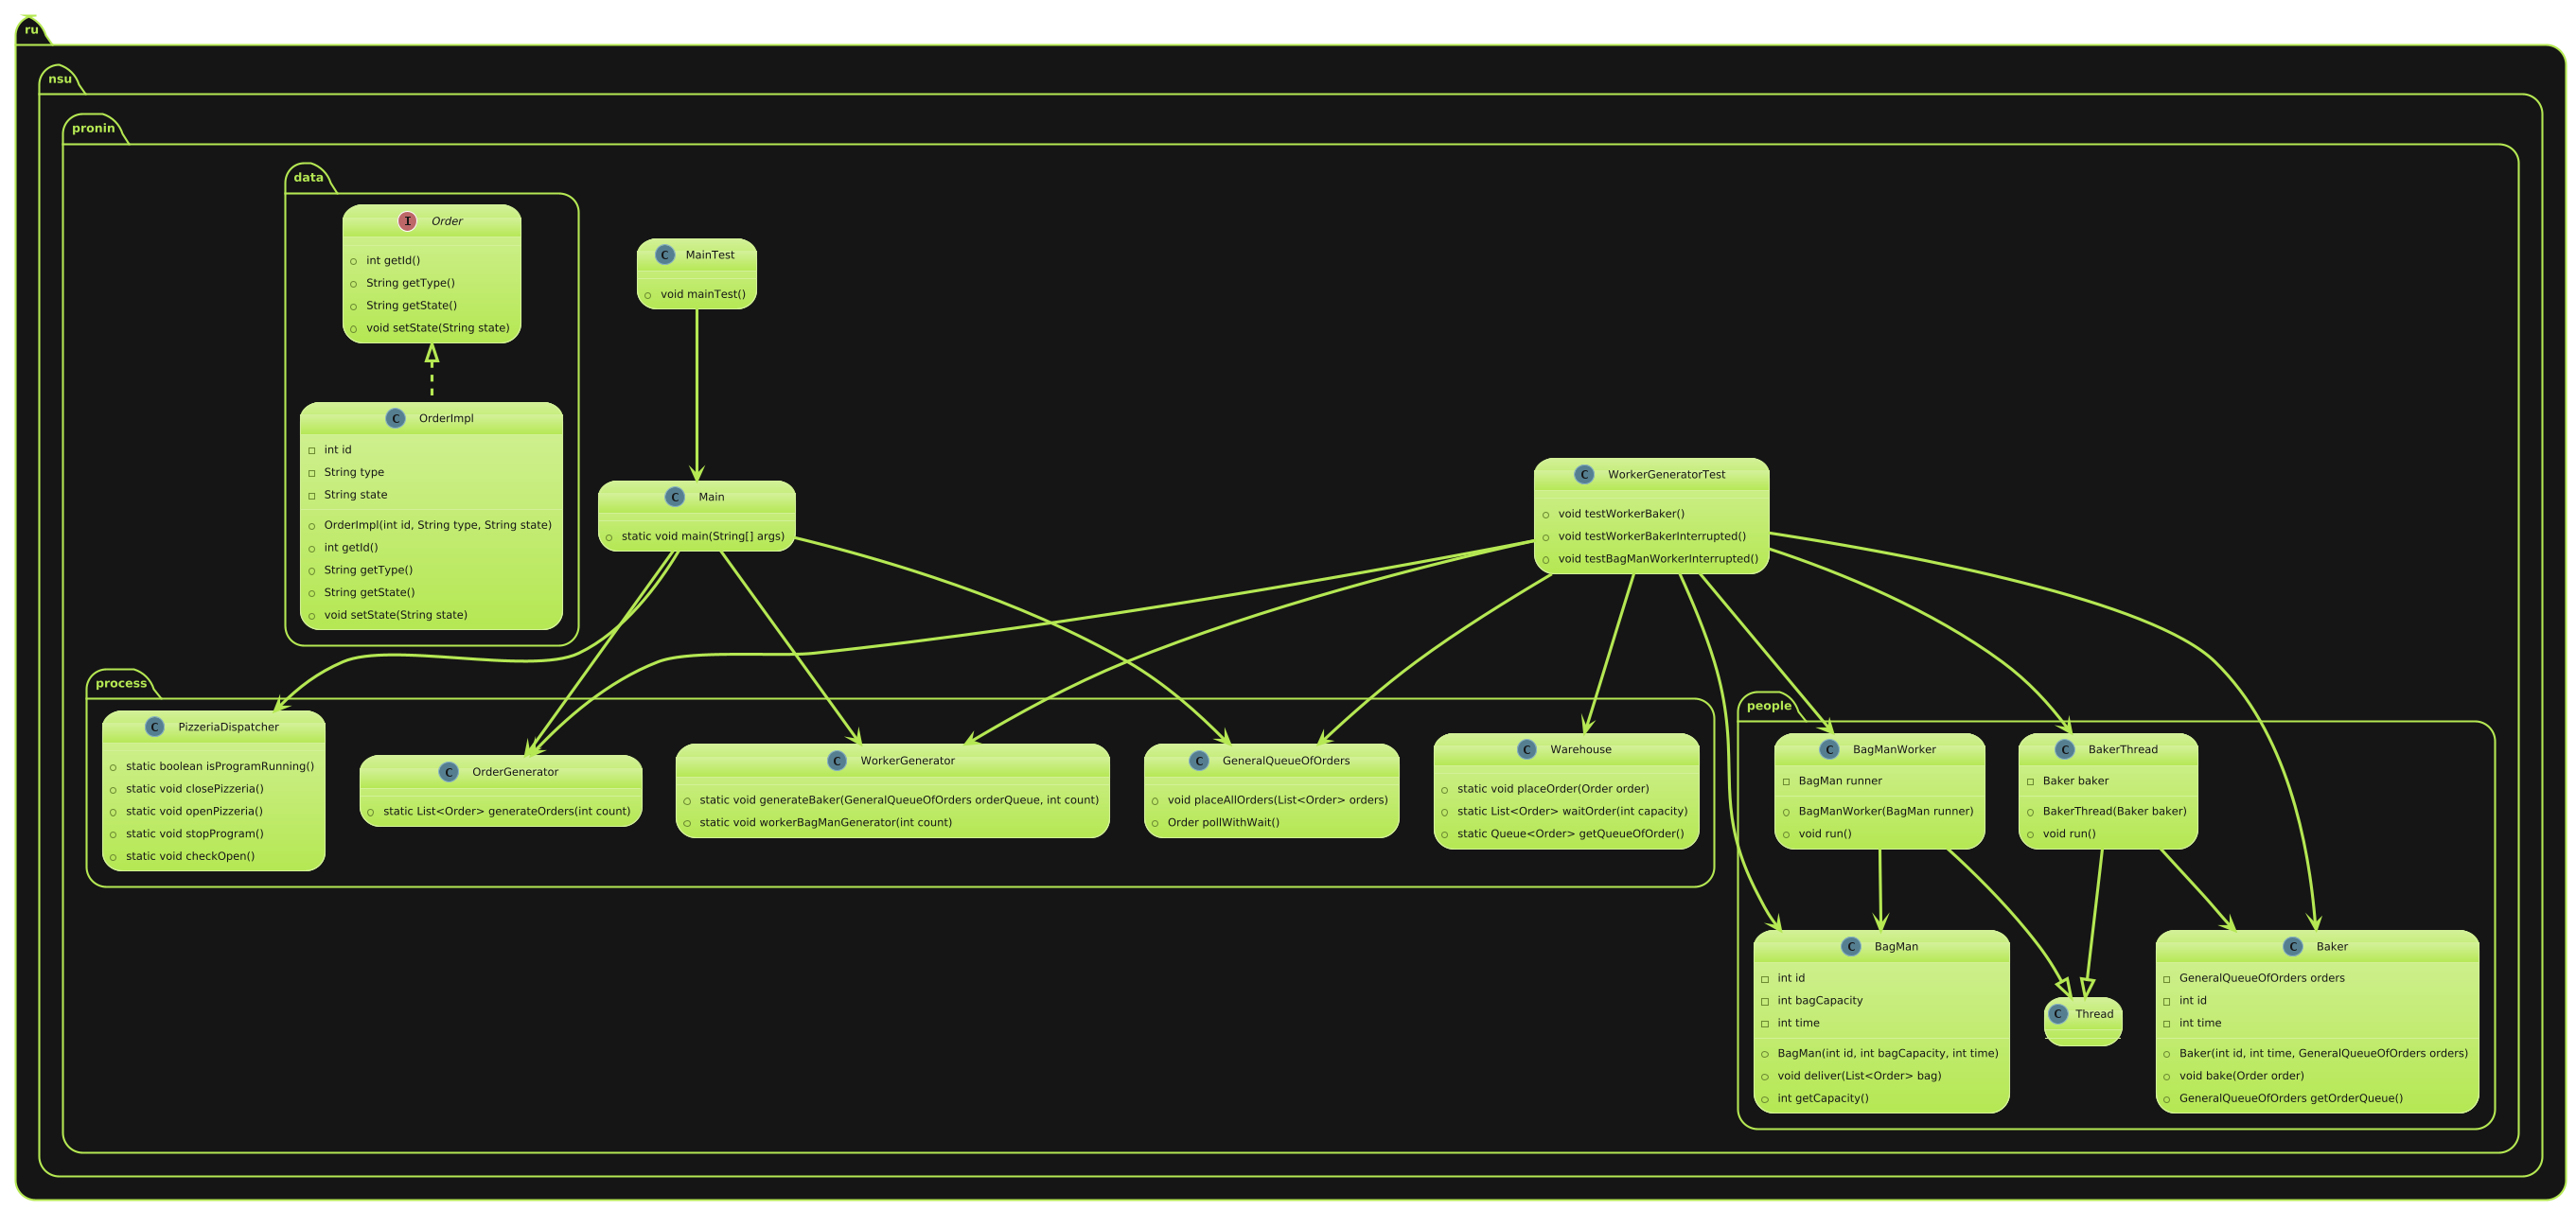 ru
nsu
pronin
data
I Order
int getId()
String getType()
String getState()
void setState(String state)
C OrderImpl
int id
String type
String state
OrderImpl(int id, String type, String state)
int getId()
String getType()
String getState()
void setState(String state)
C MainTest
void mainTest()
C Main
static void main(String[] args)
C WorkerGeneratorTest
void testWorkerBaker()
void testWorkerBakerInterrupted()
void testBagManWorkerInterrupted()
process
C PizzeriaDispatcher
static boolean isProgramRunning()
static void closePizzeria()
static void openPizzeria()
static void stopProgram()
static void checkOpen()
C OrderGenerator
static List<Order> generateOrders(int count)
C WorkerGenerator
static void generateBaker(GeneralQueueOfOrders orderQueue, int count)
static void workerBagManGenerator(int count)
C GeneralQueueOfOrders
void placeAllOrders(List<Order> orders)
Order pollWithWait()
C Warehouse
static void placeOrder(Order order)
static List<Order> waitOrder(int capacity)
static Queue<Order> getQueueOfOrder()
people
C BagManWorker
BagMan runner
BagManWorker(BagMan runner)
void run()
C BakerThread
Baker baker
BakerThread(Baker baker)
void run()
C BagMan
int id
int bagCapacity
int time
BagMan(int id, int bagCapacity, int time)
void deliver(List<Order> bag)
int getCapacity()
C Thread
C Baker
GeneralQueueOfOrders orders
int id
int time
Baker(int id, int time, GeneralQueueOfOrders orders)
void bake(Order order)
GeneralQueueOfOrders getOrderQueue()